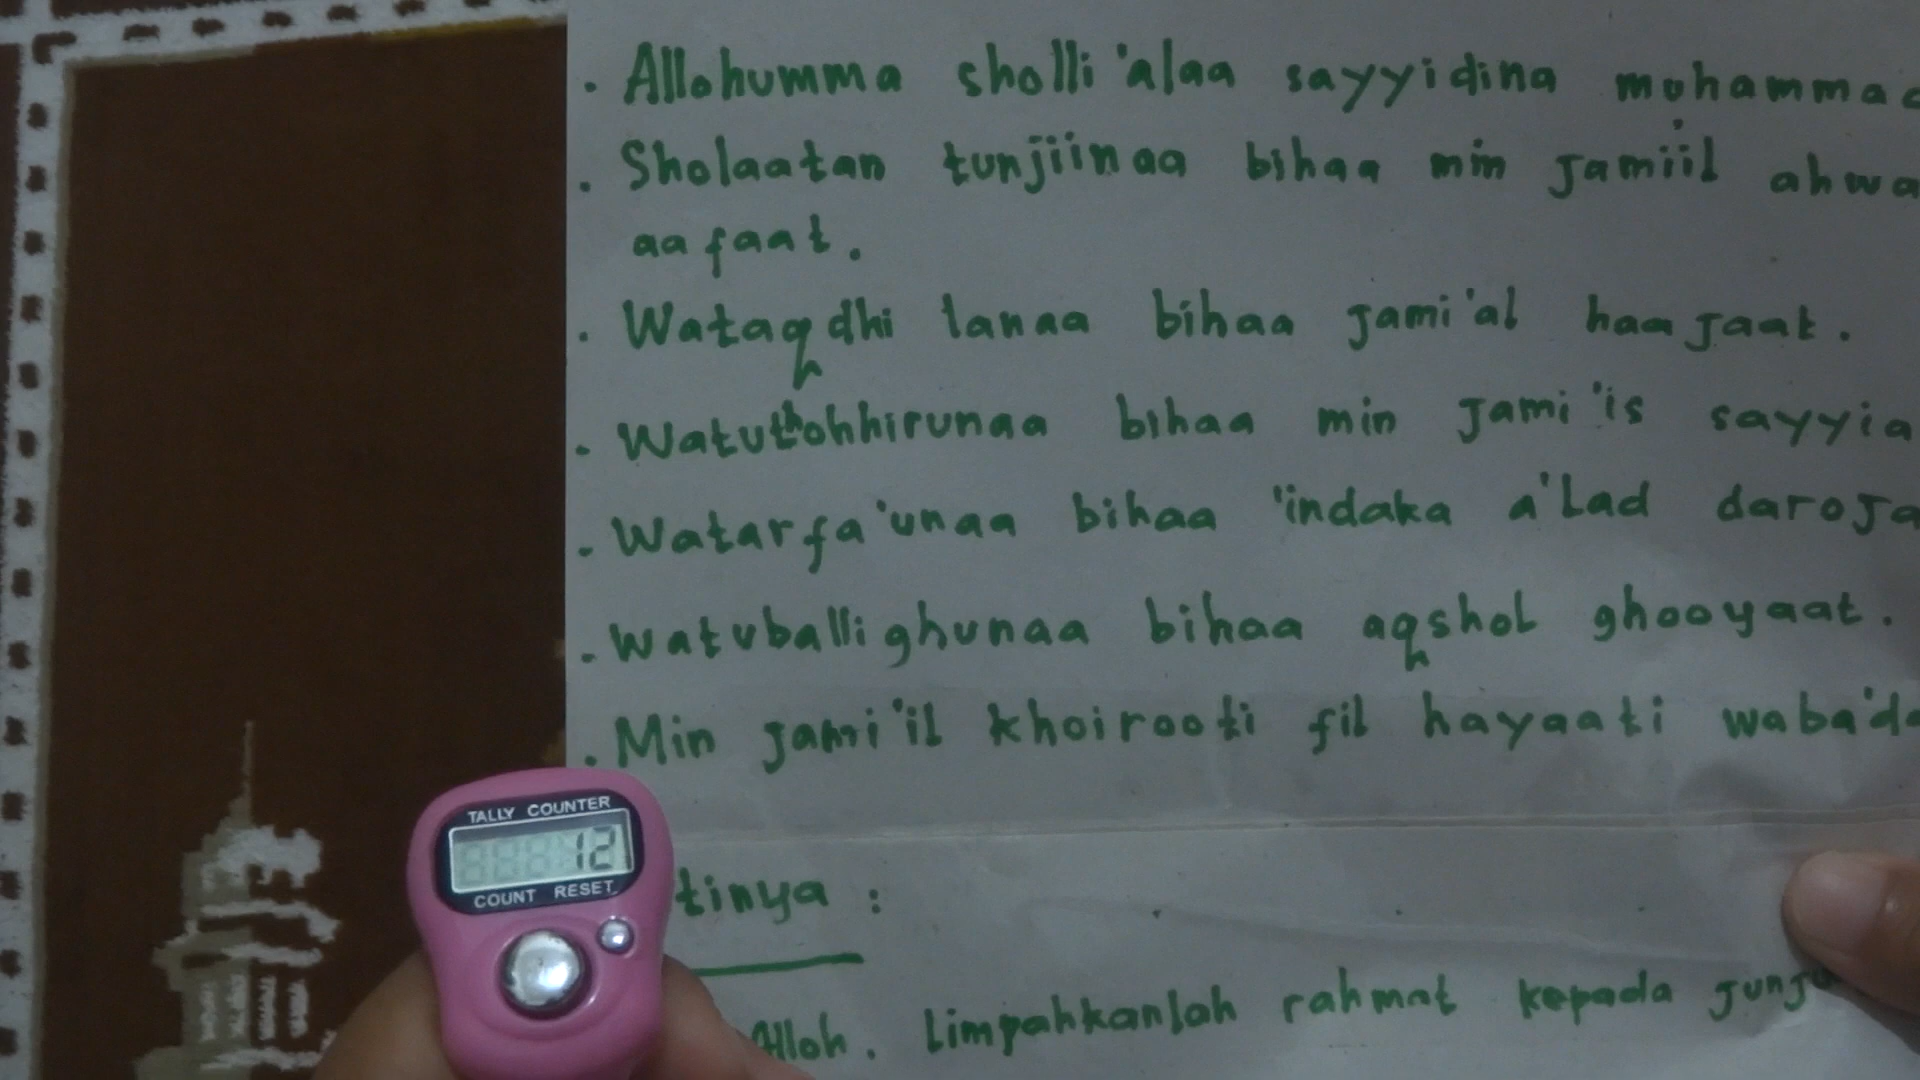 . Allohumma sholli 'alaa sayyidina mohammad
. Sholaatan tunjiinaa bihaa min jamiil ahwa
aafaat.
. Wataqdhi lanaa bihaa jami'al haajaat.
. Watuthohhirunaa bihaa min jami'is sayyia
. Watarfa'unaa bihaa 'indaka a'lad daroja
. Watuballighunaa bihaa aqshol ghooyaat.
. Min jami'il khoirooti fil hayaati waba'da
TALLY COUNTER
12
COUNT RESET
tinya :
Alloh. Limpahkanlah rahmat kepada junju